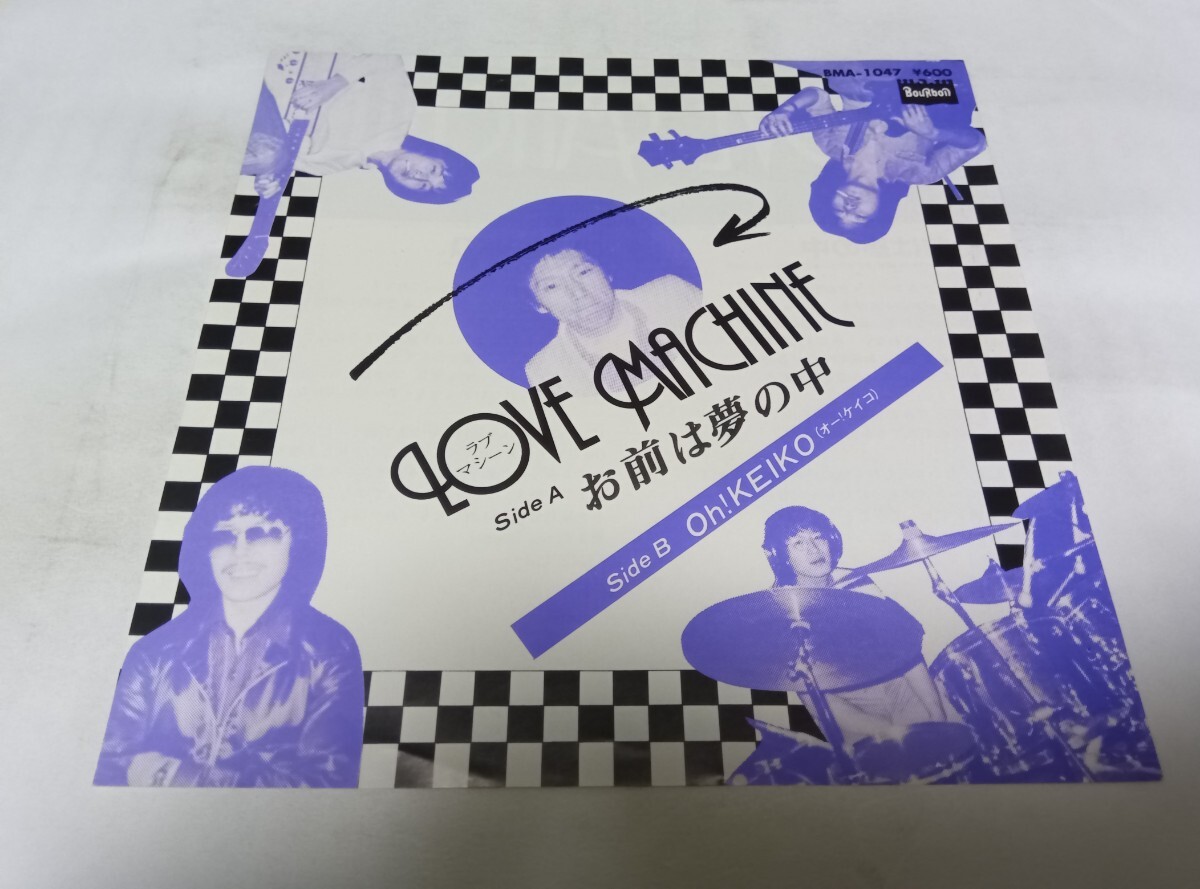 BMA-1047 ¥600
BouRboN
LOVE MACHINE
ラブ
マシーン
Side A お前は夢の中
Side B Oh!KEIKO (オー!ケイコ)